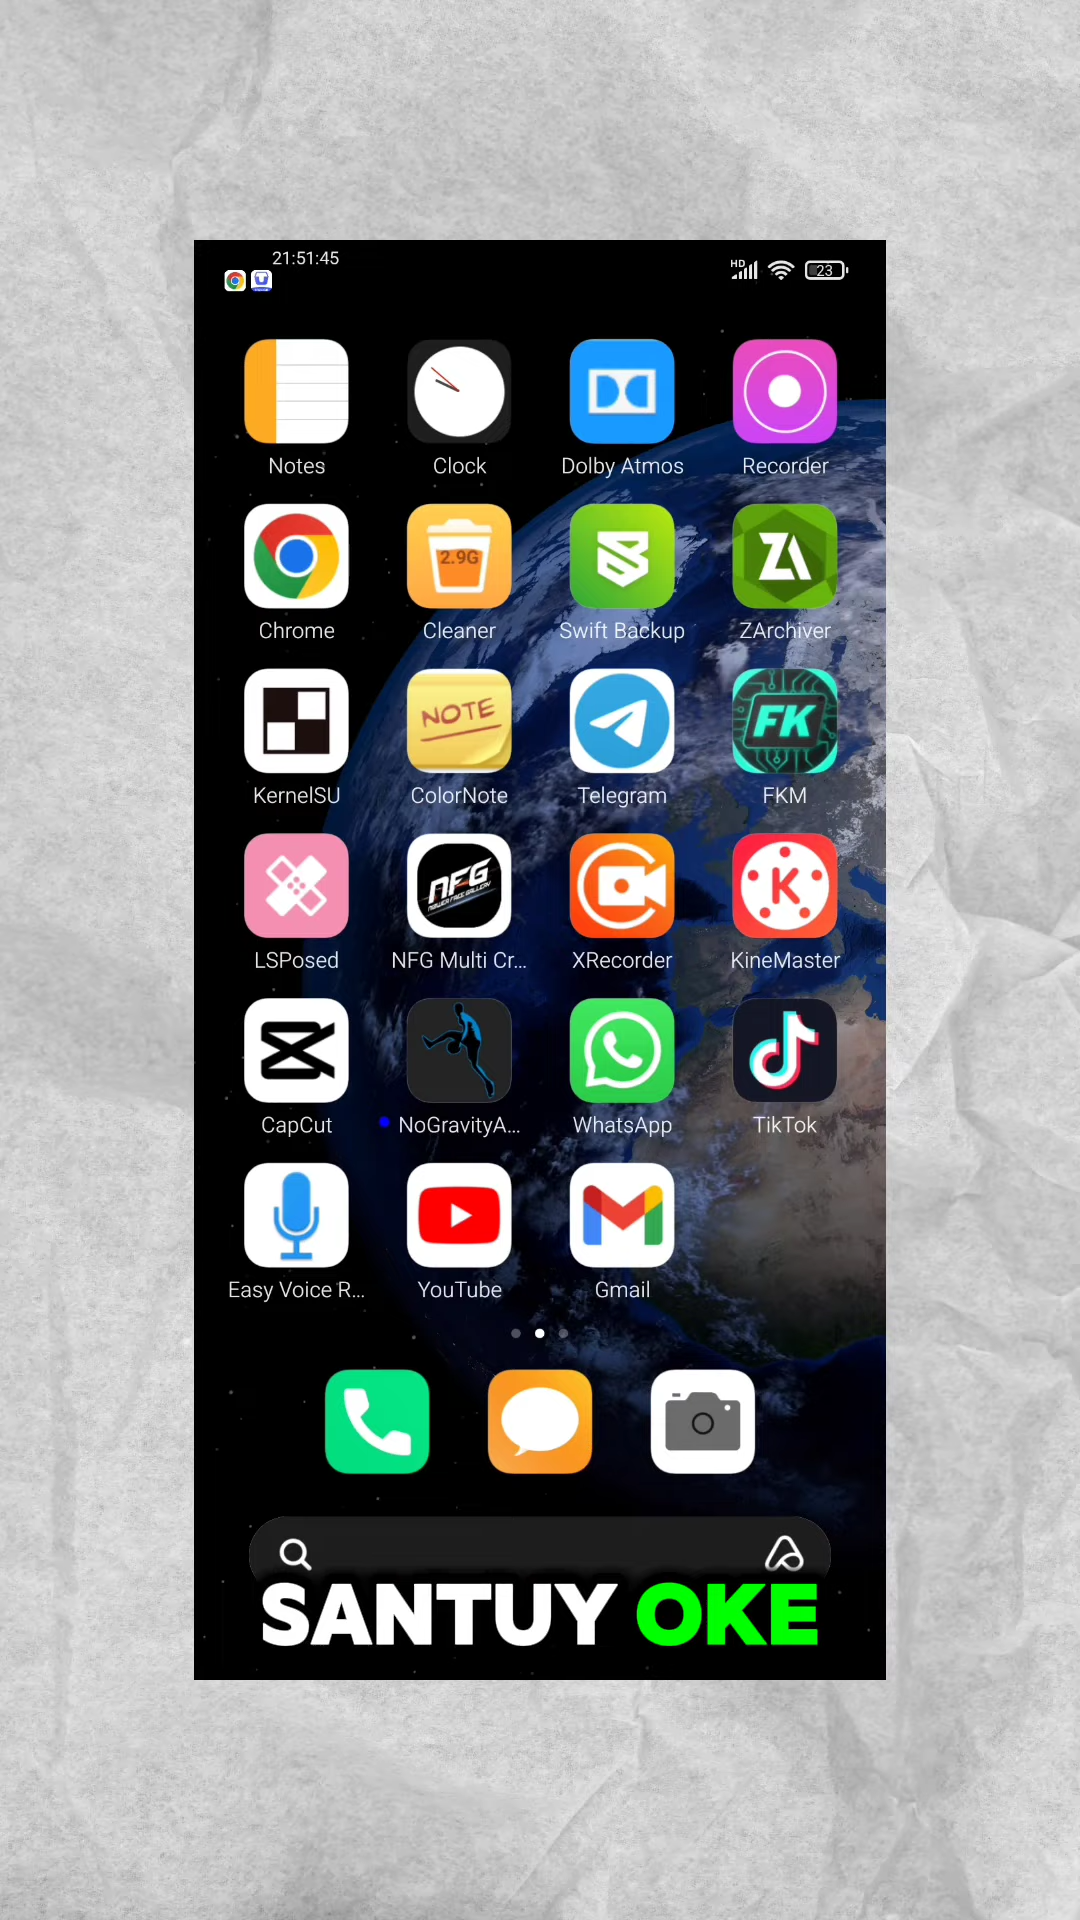 21:51:45
HD 23
Notes Clock Dolby Atmos Recorder
2.9G
Chrome Cleaner Swift Backup ZArchiver
NOTE FK
KernelSU ColorNote Telegram FKM
NFG K
LSPosed NFG Multi Cr... XRecorder KineMaster
CapCut NoGravityA... WhatsApp TikTok
Easy Voice R... YouTube Gmail
SANTUY OKE